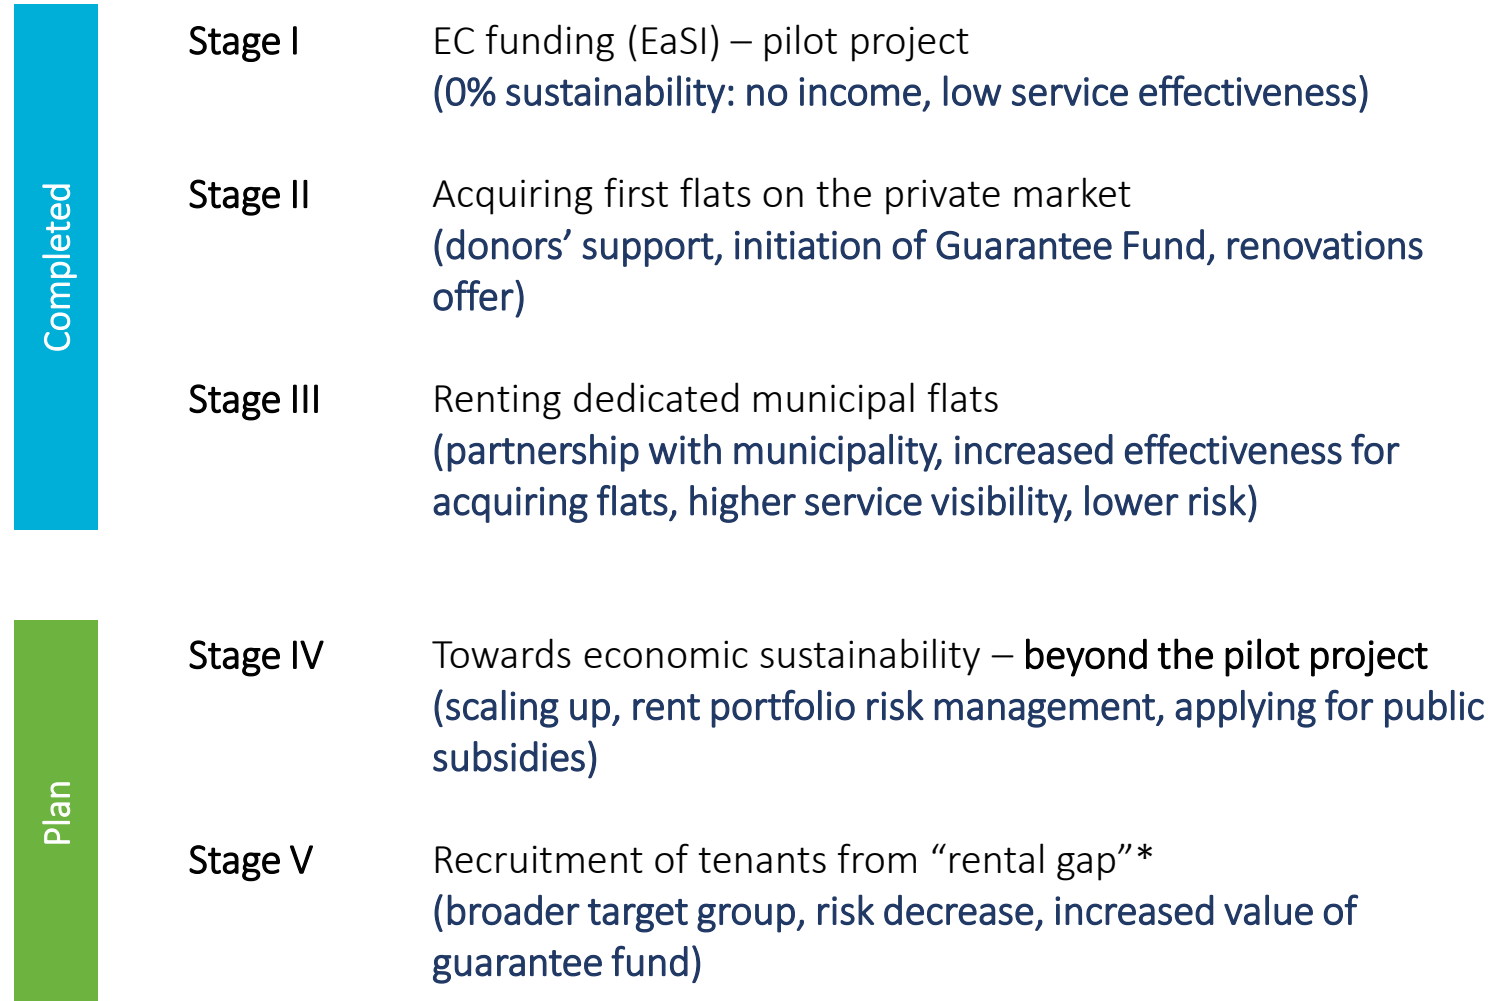 Completed
Stage I EC funding (EaSI) – pilot project
(0% sustainability: no income, low service effectiveness)
Stage II Acquiring first flats on the private market
(donors’ support, initiation of Guarantee Fund, renovations
offer)
Stage III Renting dedicated municipal flats
(partnership with municipality, increased effectiveness for
acquiring flats, higher service visibility, lower risk)
Plan
Stage IV Towards economic sustainability – beyond the pilot project
(scaling up, rent portfolio risk management, applying for public
subsidies)
Stage V Recruitment of tenants from “rental gap”*
(broader target group, risk decrease, increased value of
guarantee fund)